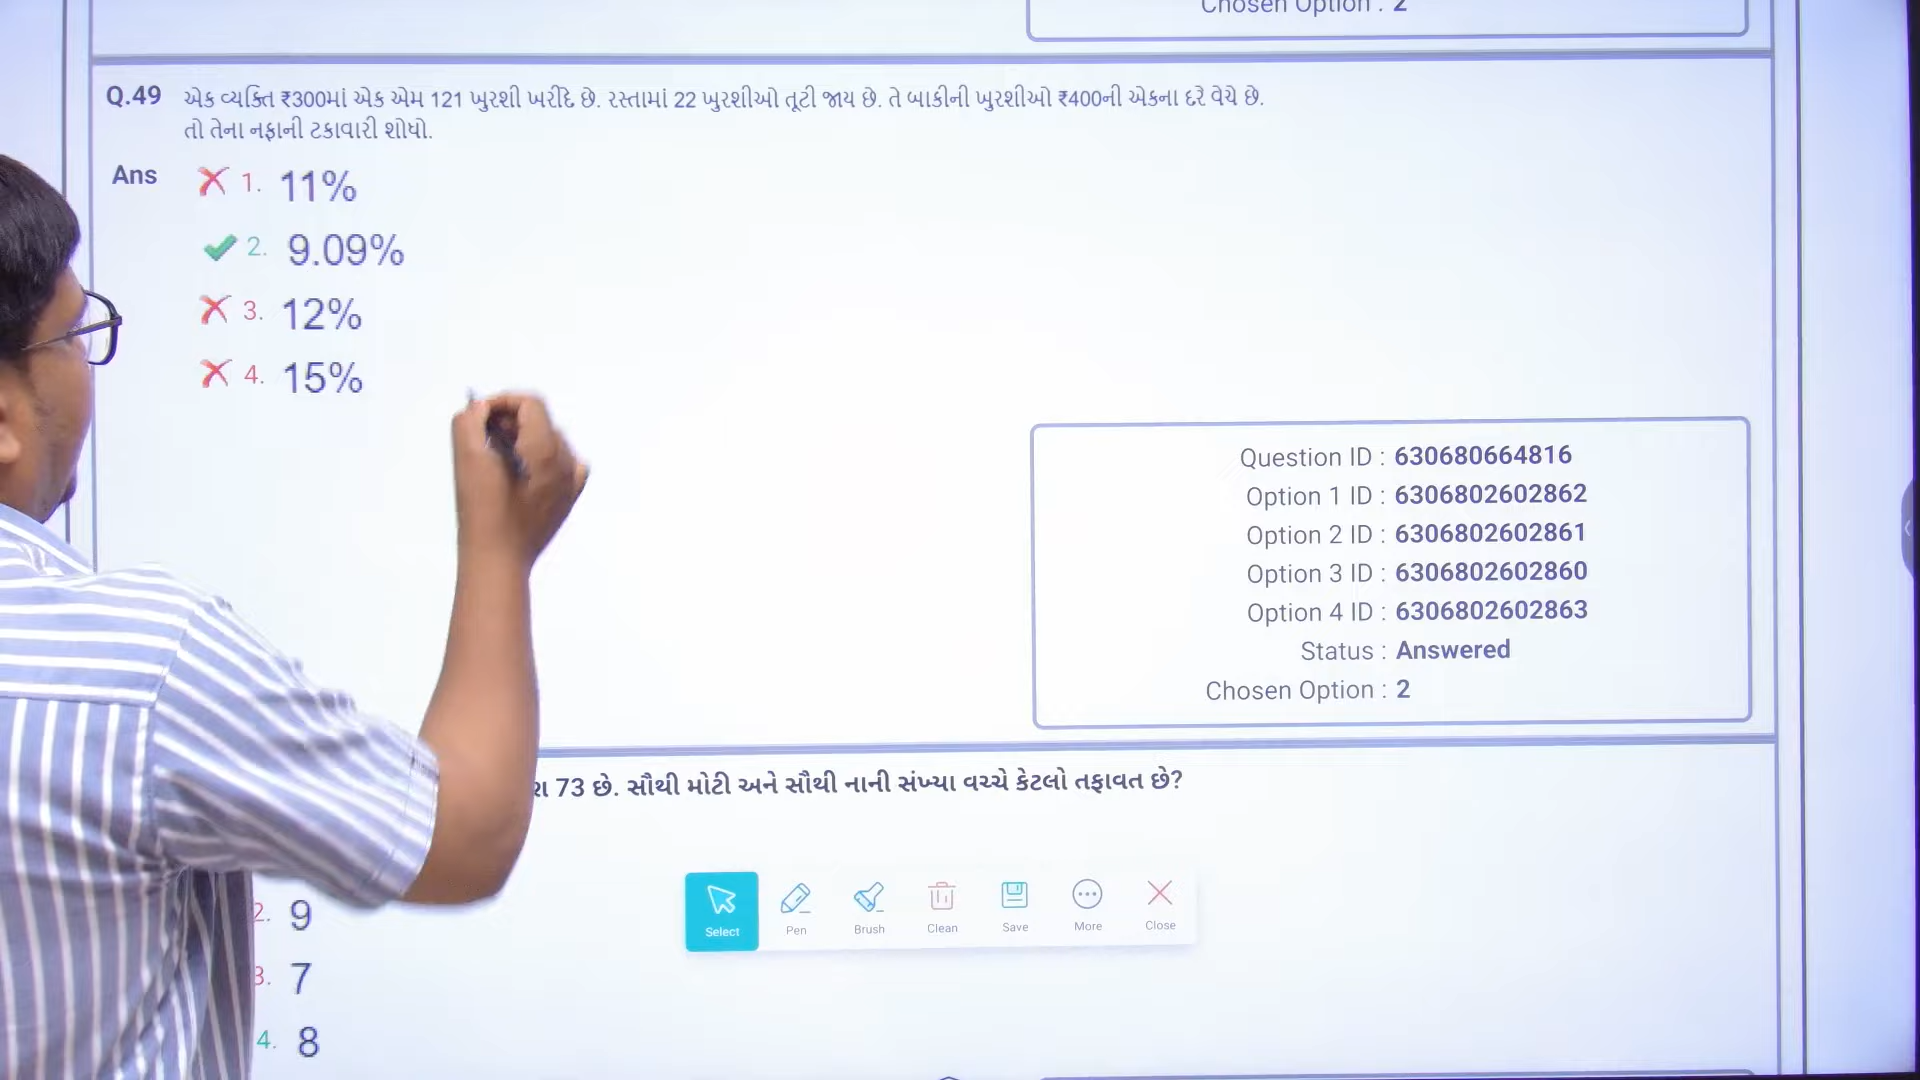 Chosen Option : 2
Q.49 એક વ્યક્તિ ₹300માં એક એમ 121 ખુરશી ખરીદે છે. રસ્તામાં 22 ખુરશીઓ તૂટી જાય છે. તે બાકીની ખુરશીઓ ₹400ની એકના દરે વેચે છે.
તો તેના નફાની ટકાવારી શોધો.
Ans 1. 11%
2. 9.09%
3. 12%
4. 15%
Question ID : 630680664816
Option 1 ID : 6306802602862
Option 2 ID : 6306802602861
Option 3 ID : 6306802602860
Option 4 ID : 6306802602863
Status : Answered
Chosen Option : 2
73 છે. સૌથી મોટી અને સૌથી નાની સંખ્યા વચ્ચે કેટલો તફાવત છે?
Select Pen Brush Clean Save More Close
2. 9
3. 7
4. 8